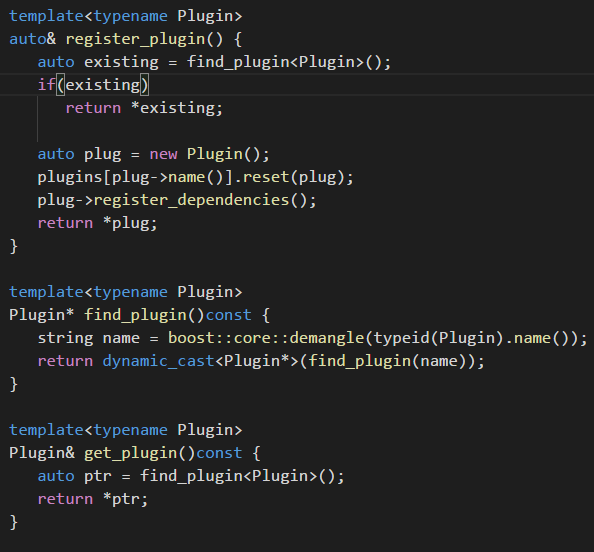 template<typename Plugin>
auto& register_plugin() {
   auto existing = find_plugin<Plugin>();
   if(existing)
      return *existing;

   auto plug = new Plugin();
   plugins[plug->name()].reset(plug);
   plug->register_dependencies();
   return *plug;
}

template<typename Plugin>
Plugin* find_plugin()const {
   string name = boost::core::demangle(typeid(Plugin).name());
   return dynamic_cast<Plugin*>(find_plugin(name));
}

template<typename Plugin>
Plugin& get_plugin()const {
   auto ptr = find_plugin<Plugin>();
   return *ptr;
}